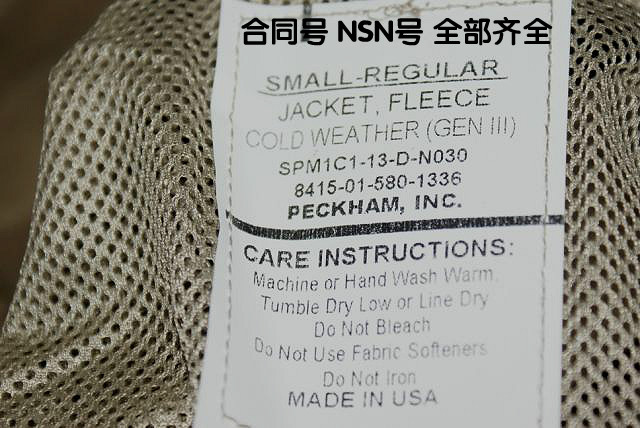 合同号 NSN号 全部齐全
SMALL-REGULAR
JACKET, FLEECE
COLD WEATHER (GEN III)
SPM1C1-13-D-N030
8415-01-580-1336
PECKHAM, INC.
CARE INSTRUCTIONS:
Machine or Hand Wash Warm,
Tumble Dry Low or Line Dry
Do Not Bleach
Do Not Use Fabric Softeners
Do Not Iron
MADE IN USA